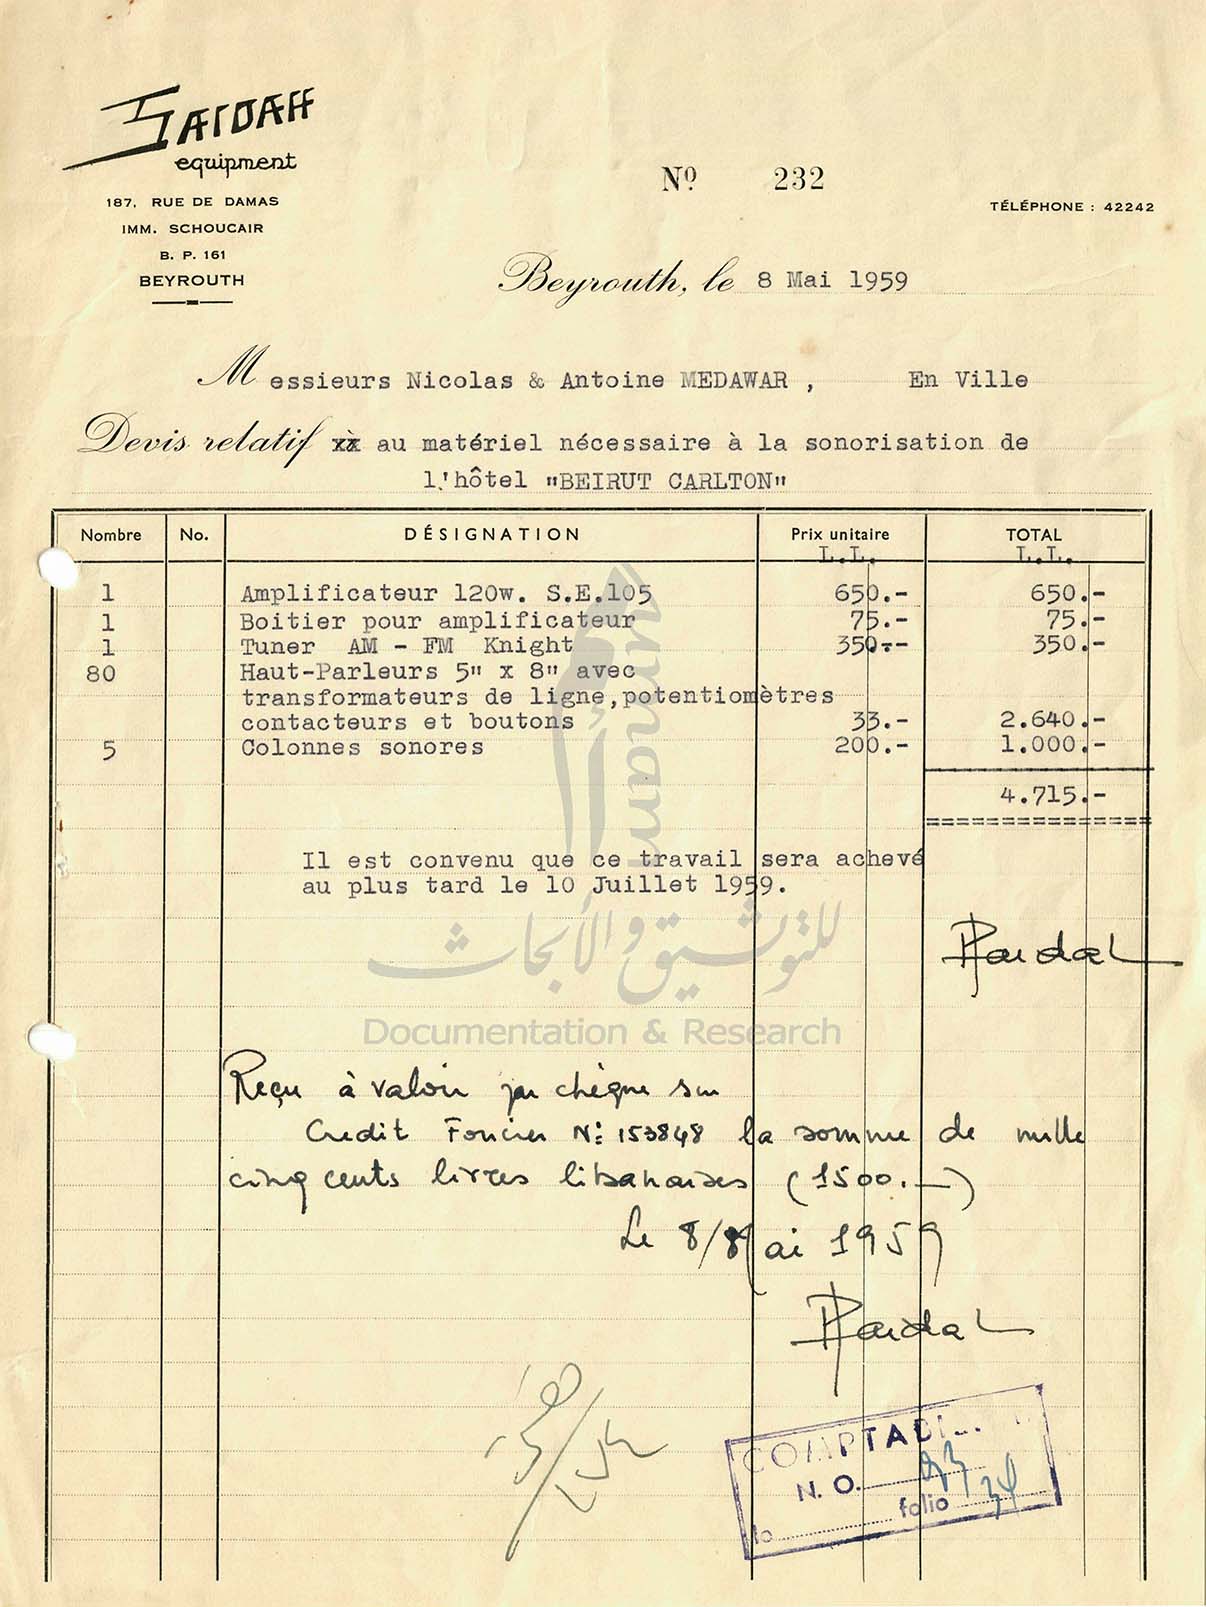 SAIDAH
equipment
187, RUE DE DAMAS
IMM. SCHOUCAIR
B. P. 161
BEYROUTH
Nº 232
TÉLÉPHONE : 42242
Beyrouth, le 8 Mai 1959
Messieurs Nicolas & Antoine MEDAWAR , En Ville
Devis relatif xx au matériel nécessaire à la sonorisation de
l'hôtel "BEIRUT CARLTON"
Nombre No. DÉSIGNATION Prix unitaire TOTAL
L.L. L.L.
1 Amplificateur 120w. S.E.105 650.- 650.-
1 Boitier pour amplificateur 75.- 75.-
1 Tuner AM - FM Knight 350.- 350.-
80 Haut-Parleurs 5" x 8" avec
transformateurs de ligne,potentiomètres
contacteurs et boutons 33.- 2.640.-
5 Colonnes sonores 200.- 1.000.-
4.715.-
Il est convenu que ce travail sera achevé
au plus tard le 10 Juillet 1959.
umam
للتوثيق والأبحاث
Documentation & Research
Reçu à valoir par chèque sur
Credit Foncier Nº: 153848 la somme de mille
cinq cents livres libanaises (1500.—)
Le 8/Mai 1959
COMPTABI
N. O.
folio